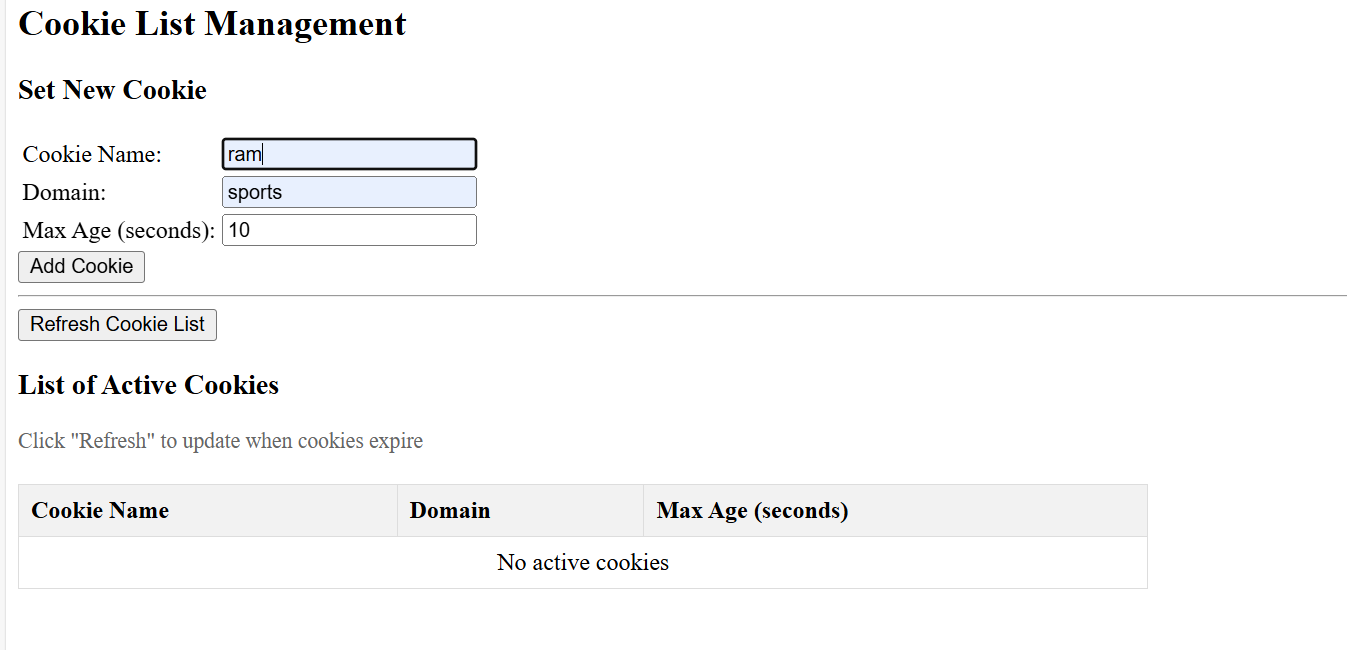 Cookie List Management
Set New Cookie
Cookie Name: ram
Domain: sports
Max Age (seconds): 10
Add Cookie
Refresh Cookie List
List of Active Cookies
Click "Refresh" to update when cookies expire
Cookie Name Domain Max Age (seconds)
No active cookies